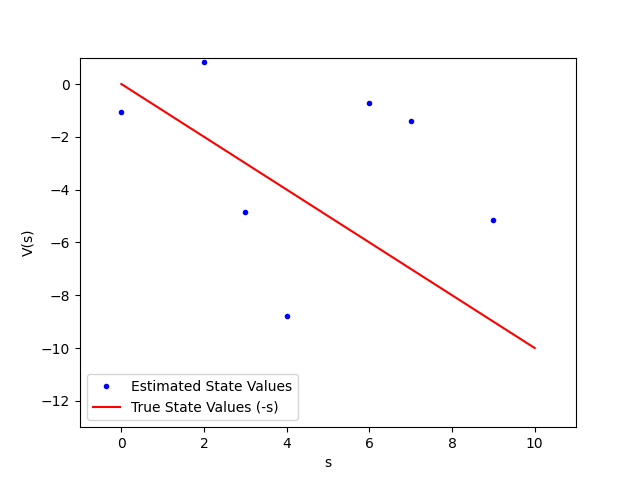 0
−2
−4
−6
−8
−10
−12
V(s)
Estimated State Values
True State Values (-s)
0 2 4 6 8 10
s